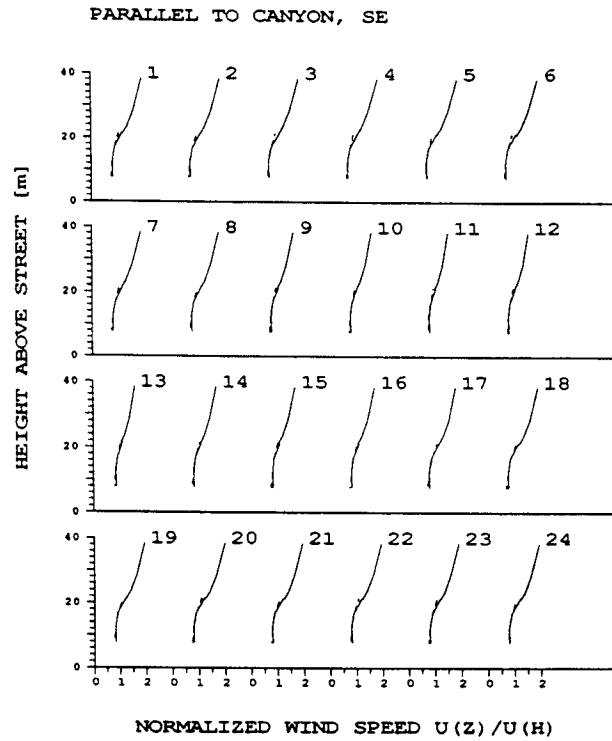 PARALLEL TO CANYON, SE
40 1 2 3 4 5 6
20
0
40 7 8 9 10 11 12
20
0
40 13 14 15 16 17 18
20
0
40 19 20 21 22 23 24
20
0
0 1 2 0 1 2 0 1 2 0 1 2 0 1 2 0 1 2
HEIGHT ABOVE STREET [m]
NORMALIZED WIND SPEED U(Z)/U(H)